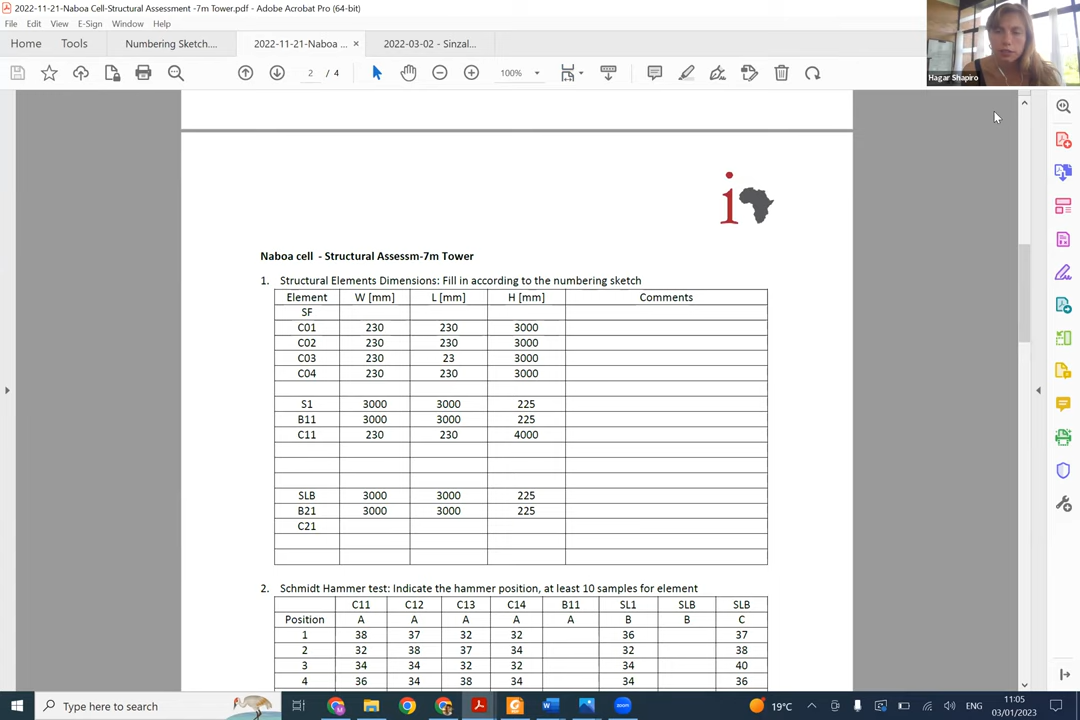 2022-11-21-Naboa Cell-Structural Assessment -7m Tower.pdf - Adobe Acrobat Pro (64-bit)
File Edit View E-Sign Window Help
Home Tools Numbering Sketch.... 2022-11-21-Naboa ... × 2022-03-02 - Sinzal...
2 / 4 100%
Hagar Shapiro
i
Naboa cell - Structural Assessm-7m Tower
1. Structural Elements Dimensions: Fill in according to the numbering sketch
Element W [mm] L [mm] H [mm] Comments
SF
C01 230 230 3000
C02 230 230 3000
C03 230 23 3000
C04 230 230 3000
S1 3000 3000 225
B11 3000 3000 225
C11 230 230 4000
SLB 3000 3000 225
B21 3000 3000 225
C21
2. Schmidt Hammer test: Indicate the hammer position, at least 10 samples for element
C11 C12 C13 C14 B11 SL1 SLB SLB
Position A A A A A B B C
1 38 37 32 32 36 37
2 32 38 37 34 32 38
3 34 34 32 32 34 40
4 36 34 38 34 34 36
Type here to search
19°C
ENG
11:05
03/01/2023